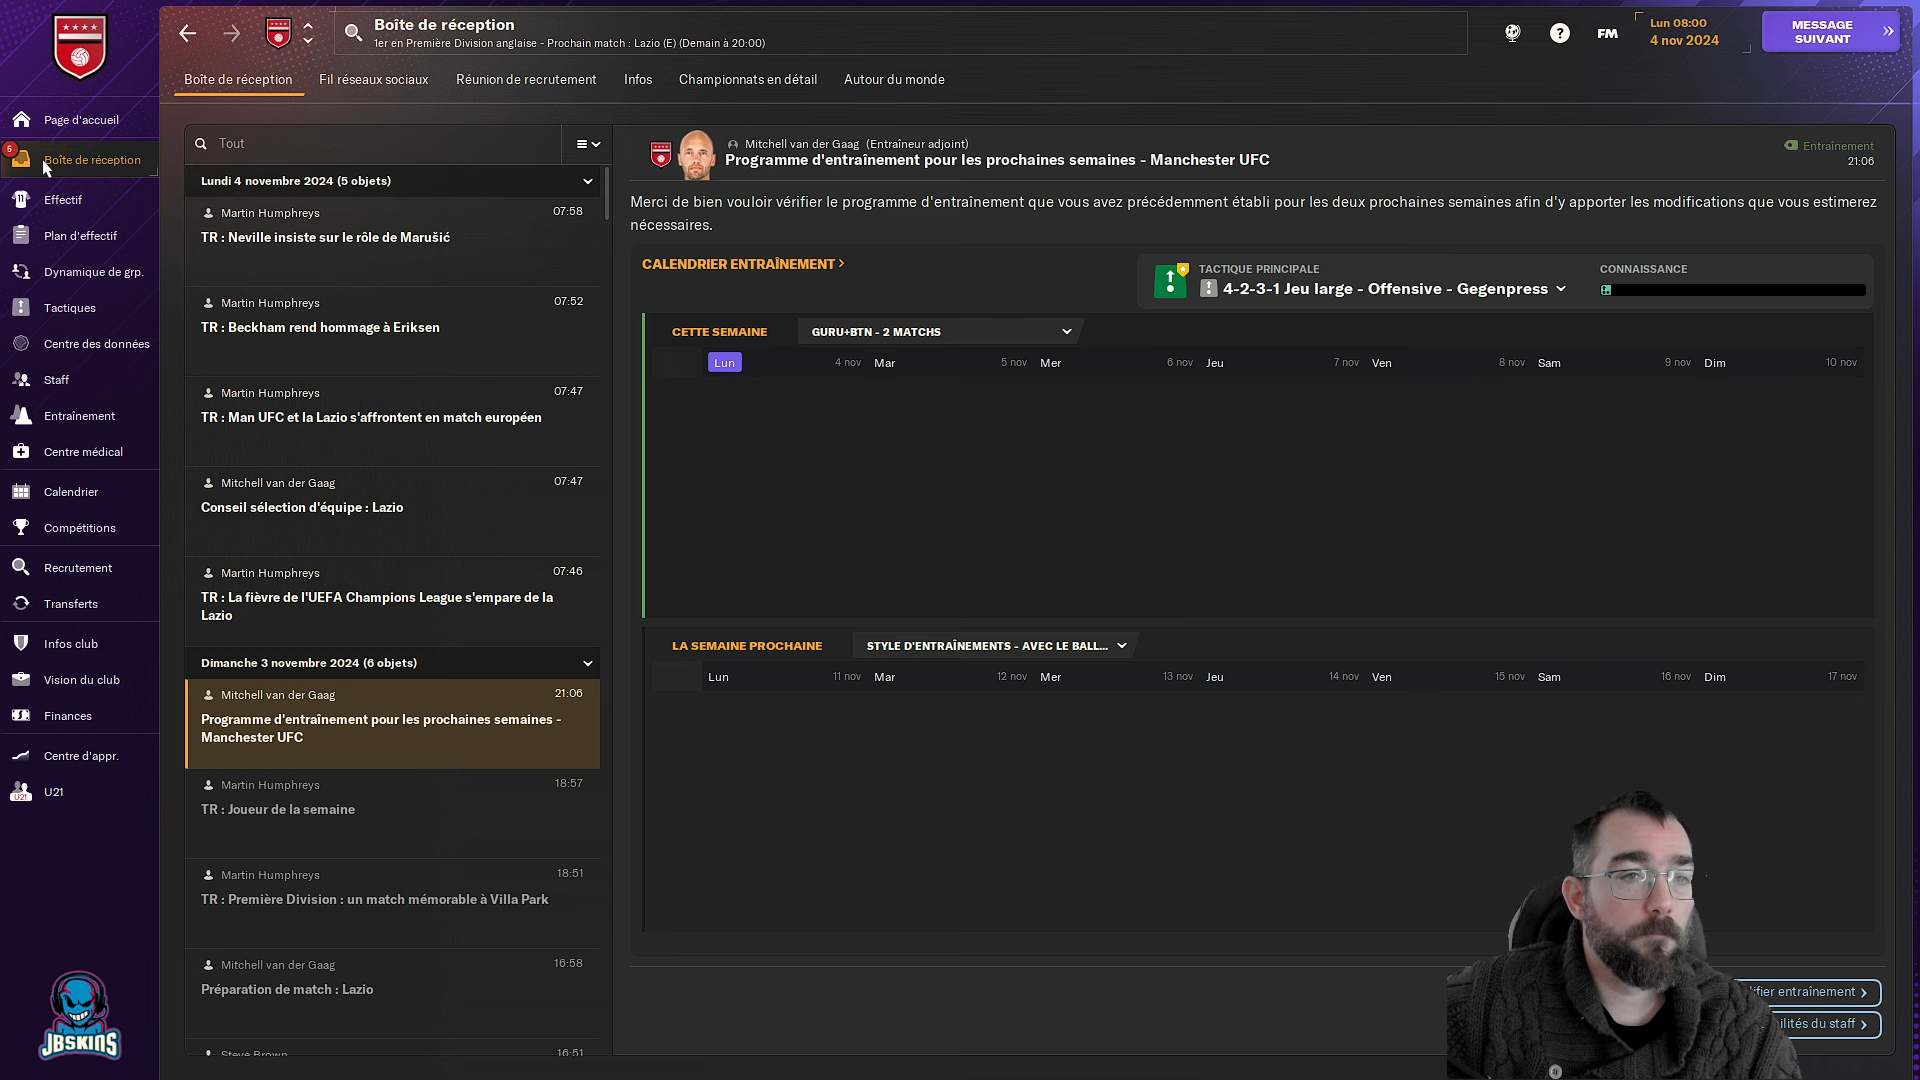 Boîte de réception
1er en Première Division anglaise - Prochain match : Lazio (E) (Demain à 20:00)
FM
Lun 08:00
4 nov 2024
MESSAGE
SUIVANT
Boîte de réception
Fil réseaux sociaux
Réunion de recrutement
Infos
Championnats en détail
Autour du monde
Page d'accueil
6
Boîte de réception
11
Effectif
Plan d'effectif
Dynamique de grp.
Tactiques
Centre des données
Staff
Entraînement
Centre médical
Calendrier
Compétitions
Recrutement
Transferts
Infos club
Vision du club
Finances
Centre d'appr.
U21
U21
JBSKINS
Tout
Lundi 4 novembre 2024 (5 objets)
Martin Humphreys 07:58
TR : Neville insiste sur le rôle de Marušić
Martin Humphreys 07:52
TR : Beckham rend hommage à Eriksen
Martin Humphreys 07:47
TR : Man UFC et la Lazio s'affrontent en match européen
Mitchell van der Gaag 07:47
Conseil sélection d'équipe : Lazio
Martin Humphreys 07:46
TR : La fièvre de l'UEFA Champions League s'empare de la
Lazio
Dimanche 3 novembre 2024 (6 objets)
Mitchell van der Gaag 21:06
Programme d'entraînement pour les prochaines semaines -
Manchester UFC
Martin Humphreys 18:57
TR : Joueur de la semaine
Martin Humphreys 18:51
TR : Première Division : un match mémorable à Villa Park
Mitchell van der Gaag 16:58
Préparation de match : Lazio
Steve Brown 16:51
Mitchell van der Gaag (Entraîneur adjoint)
Programme d'entraînement pour les prochaines semaines - Manchester UFC
Entraînement
21:06
Merci de bien vouloir vérifier le programme d'entraînement que vous avez précédemment établi pour les deux prochaines semaines afin d'y apporter les modifications que vous estimerez
nécessaires.
CALENDRIER ENTRAÎNEMENT
TACTIQUE PRINCIPALE
4-2-3-1 Jeu large - Offensive - Gegenpress
CONNAISSANCE
CETTE SEMAINE
GURU+BTN - 2 MATCHS
Lun 4 nov Mar 5 nov Mer 6 nov Jeu 7 nov Ven 8 nov Sam 9 nov Dim 10 nov
LA SEMAINE PROCHAINE
STYLE D'ENTRAÎNEMENTS - AVEC LE BALL...
Lun 11 nov Mar 12 nov Mer 13 nov Jeu 14 nov Ven 15 nov Sam 16 nov Dim 17 nov
entraînement
du staff